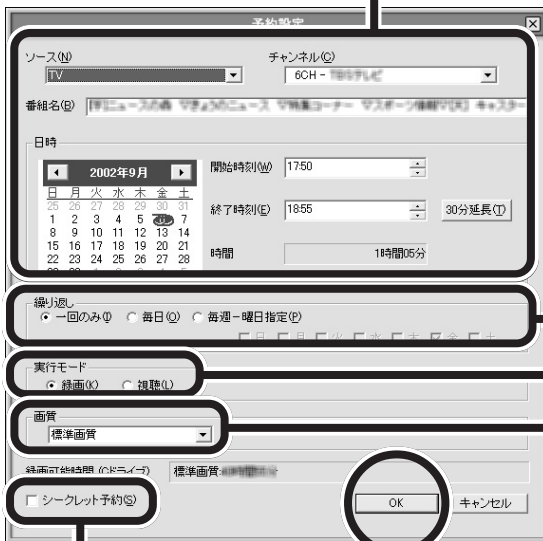 予約設定
ソース(N) チャンネル(C)
TV 6CH -
番組名(R)
日時
2002年9月 開始時刻(W) 17:50
日 月 火 水 木 金 土
25 26 27 28 29 30 31
1 2 3 4 5 7 終了時刻(E) 18:55 30分延長(T)
8 9 10 11 12 13 14
15 16 17 18 19 20 21 時間 1時間05分
22 23 24 25 26 27 28
繰り返し
一回のみ(I) 毎日(O) 毎週-曜日指定(P)
日 月 火 水 木 金 土
実行モード
録画(K) 視聴(L)
画質
標準画質
録画可能時間 (Cドライブ) 標準画質:
シークレット予約(S) OK キャンセル